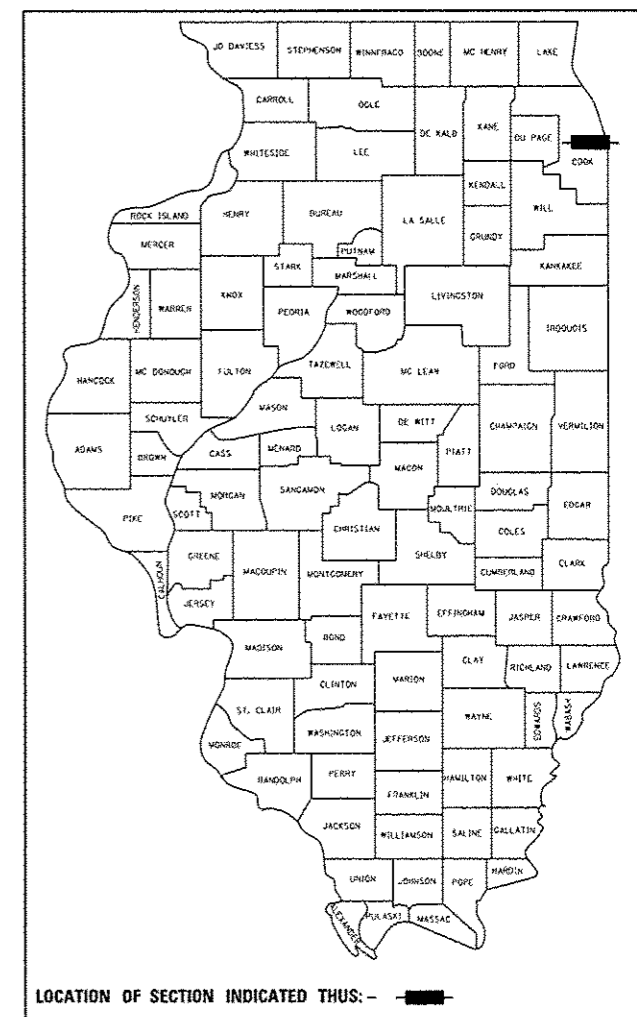 JO DAVIESS STEPHENSON WINNEBAGO BOONE MC HENRY LAKE
CARROLL OGLE DE KALB KANE DU PAGE COOK
WHITESIDE LEE KENDALL WILL
ROCK ISLAND HENRY BUREAU LA SALLE GRUNDY
MERCER STARK PUTNAM MARSHALL KANKAKEE
HENDERSON WARREN KNOX PEORIA WOODFORD LIVINGSTON IROQUOIS
HANCOCK MC DONOUGH FULTON TAZEWELL MC LEAN FORD
SCHUYLER MASON LOGAN DE WITT CHAMPAIGN VERMILION
ADAMS BROWN CASS MENARD MACON PIATT
PIKE SCOTT MORGAN SANGAMON CHRISTIAN MOULTRIE DOUGLAS EDGAR
COLES
CALHOUN GREENE MACOUPIN MONTGOMERY SHELBY CUMBERLAND CLARK
JERSEY FAYETTE EFFINGHAM JASPER CRAWFORD
MADISON BOND CLAY RICHLAND LAWRENCE
CLINTON MARION
ST. CLAIR WASHINGTON JEFFERSON WAYNE EDWARDS WABASH
MONROE
RANDOLPH PERRY FRANKLIN HAMILTON WHITE
JACKSON WILLIAMSON SALINE GALLATIN
UNION JOHNSON POPE HARDIN
ALEXANDER PULASKI MASSAC
LOCATION OF SECTION INDICATED THUS: -